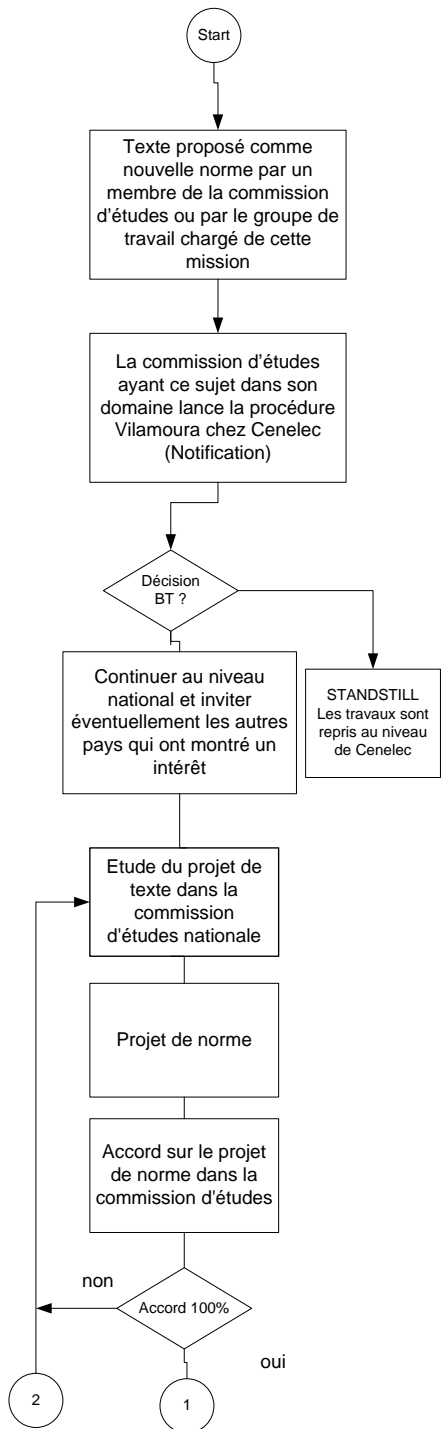 Start
Texte proposé comme
nouvelle norme par un
membre de la commission
d'études ou par le groupe de
travail chargé de cette
mission
La commission d'études
ayant ce sujet dans son
domaine lance la procédure
Vilamoura chez Cenelec
(Notification)
Décision
BT ?
Continuer au niveau
national et inviter
éventuellement les autres
pays qui ont montré un
intérêt
STANDSTILL
Les travaux sont
repris au niveau
de Cenelec
Etude du projet de
texte dans la
commission
d'études nationale
Projet de norme
Accord sur le projet
de norme dans la
commission d'études
non
Accord 100%
oui
2
1